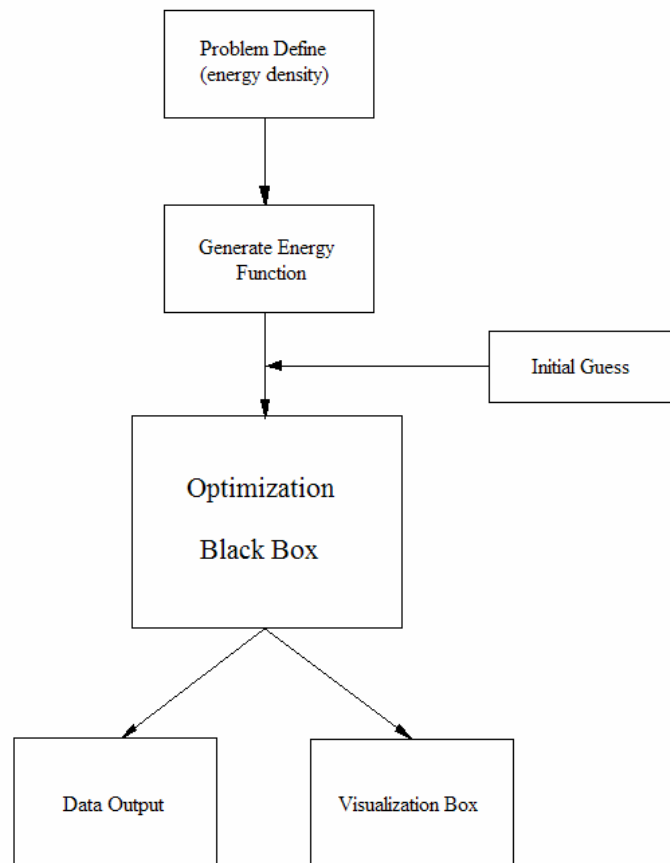 Problem Define
(energy density)
Generate Energy
Function
Initial Guess
Optimization
Black Box
Data Output
Visualization Box